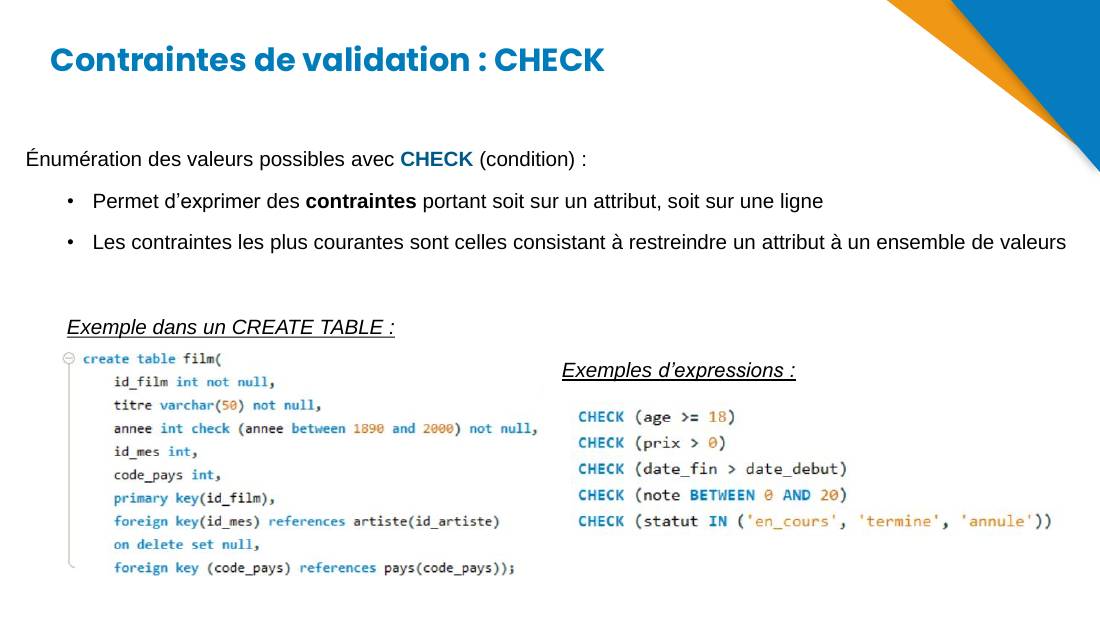 Contraintes de validation : CHECK
Énumération des valeurs possibles avec CHECK (condition) :
• Permet d’exprimer des contraintes portant soit sur un attribut, soit sur une ligne
• Les contraintes les plus courantes sont celles consistant à restreindre un attribut à un ensemble de valeurs
Exemple dans un CREATE TABLE :
create table film(
id_film int not null,
titre varchar(50) not null,
annee int check (annee between 1890 and 2000) not null,
id_mes int,
code_pays int,
primary key(id_film),
foreign key(id_mes) references artiste(id_artiste)
on delete set null,
foreign key (code_pays) references pays(code_pays));
Exemples d’expressions :
CHECK (age >= 18)
CHECK (prix > 0)
CHECK (date_fin > date_debut)
CHECK (note BETWEEN 0 AND 20)
CHECK (statut IN ('en_cours', 'termine', 'annule'))